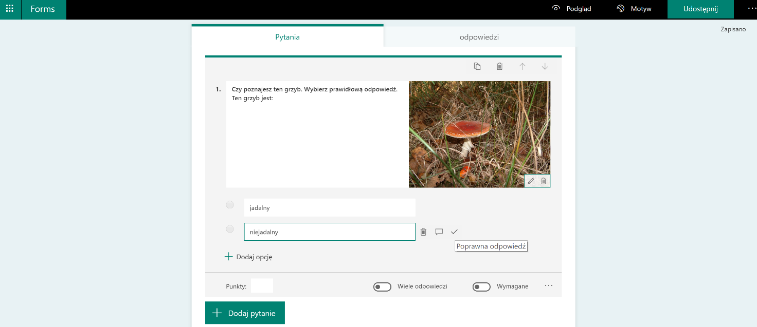 Forms
Podgląd
Motyw
Udostępnij
Zapisano
Pytania
odpowiedzi
1.
Czy poznajesz ten grzyb. Wybierz prawidłową odpowiedź.
Ten grzyb jest:
jadalny
niejadalny
Poprawna odpowiedź
Dodaj opcję
Punkty:
Wiele odpowiedzi
Wymagane
Dodaj pytanie